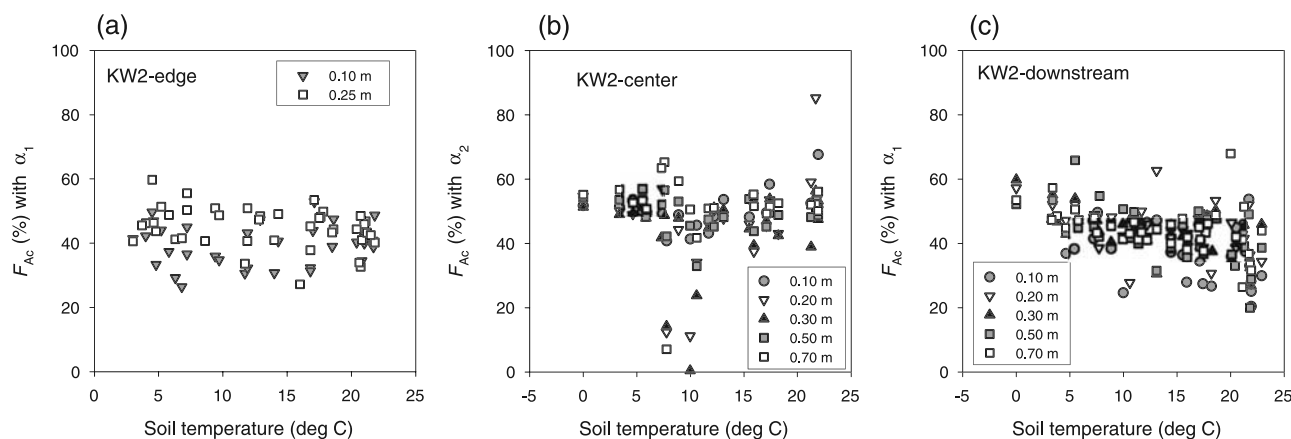 (a)
100
80
60
40
20
0
F_Ac (%) with α₁
KW2-edge
0.10 m
0.25 m
0
5
10
15
20
25
Soil temperature (deg C)
(b)
100
80
60
40
20
0
F_Ac (%) with α₂
KW2-center
0.10 m
0.20 m
0.30 m
0.50 m
0.70 m
-5
0
5
10
15
20
25
Soil temperature (deg C)
(c)
100
80
60
40
20
0
F_Ac (%) with α₁
KW2-downstream
0.10 m
0.20 m
0.30 m
0.50 m
0.70 m
-5
0
5
10
15
20
25
Soil temperature (deg C)